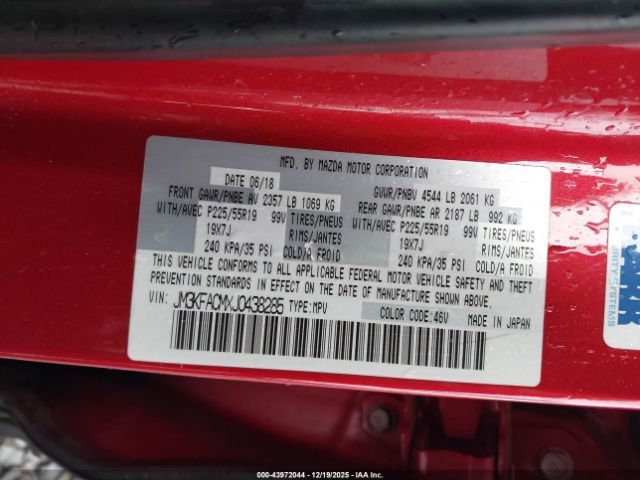 MFD. BY MAZDA MOTOR CORPORATION
DATE 06/18 GVWR/PNBV 4544 LB 2061 KG
FRONT GAWR/PNBE AV 2357 LB 1069 KG REAR GAWR/PNBE AR 2187 LB 992 KG
WITH/AVEC P225/55R19 99V TIRES/PNEUS WITH/AVEC P225/55R19 99V TIRES/PNEUS
19X7J RIMS/JANTES 19X7J RIMS/JANTES
240 KPA/35 PSI COLD/A FROID 240 KPA/35 PSI COLD/A FROID
THIS VEHICLE CONFORMS TO ALL APPLICABLE FEDERAL MOTOR VEHICLE SAFETY AND THEFT
PREVENTION STANDARDS IN EFFECT ON THE DATE OF MANUFACTURE SHOWN ABOVE.
VIN: JM3KFACMXJ0438285 TYPE: MPV
COLOR CODE: 46V MADE IN JAPAN
RITY SYSTEMS
(00-43972044 — 12/19/2025 — IAA.com)